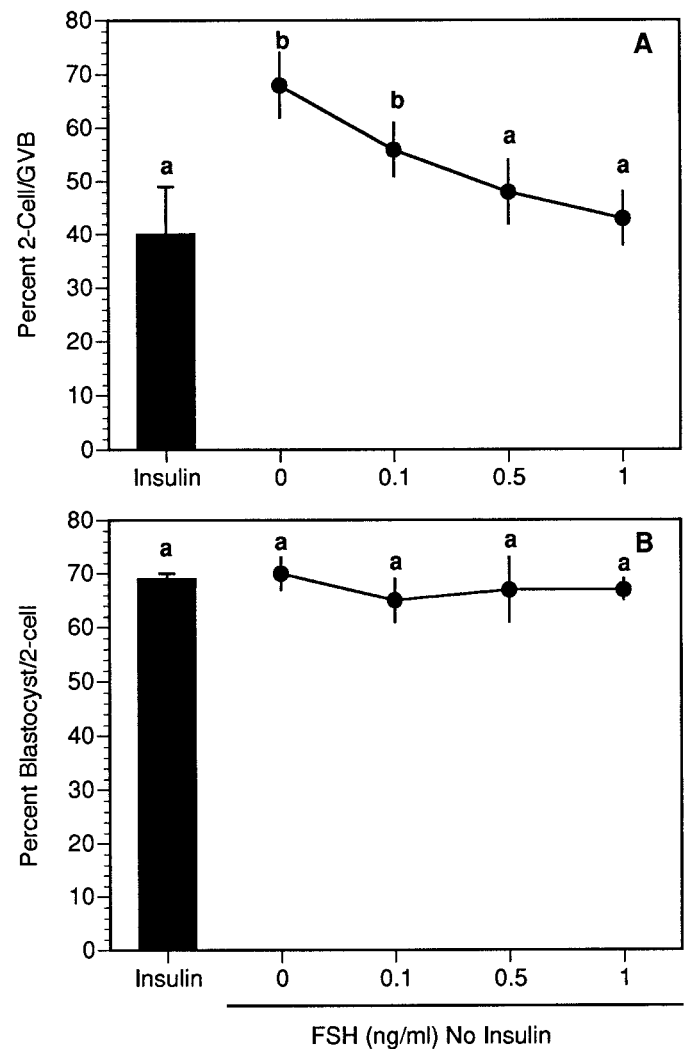 A
Percent 2-Cell/GVB
80
70
60
50
40
30
20
10
0
a
b
b
a
a
Insulin 0 0.1 0.5 1
B
Percent Blastocyst/2-cell
80
70
60
50
40
30
20
10
0
a
a
a
a
a
Insulin 0 0.1 0.5 1
FSH (ng/ml) No Insulin